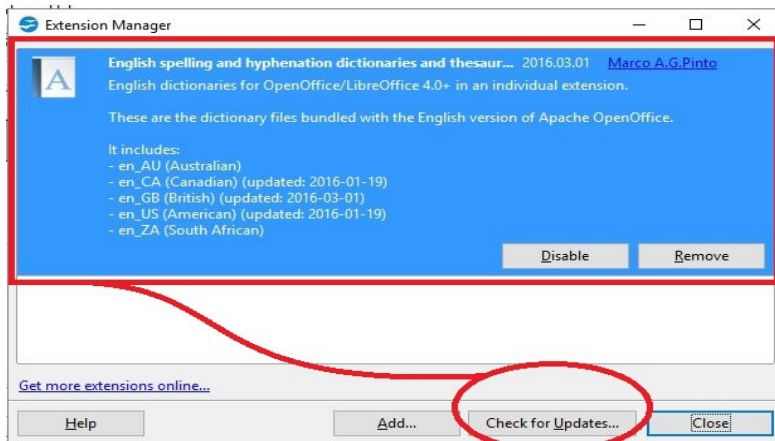 Extension Manager
English spelling and hyphenation dictionaries and thesaur... 2016.03.01 Marco A.G.Pinto
English dictionaries for OpenOffice/LibreOffice 4.0+ in an individual extension.
These are the dictionary files bundled with the English version of Apache OpenOffice.
It includes:
- en_AU (Australian)
- en_CA (Canadian) (updated: 2016-01-19)
- en_GB (British) (updated: 2016-03-01)
- en_US (American) (updated: 2016-01-19)
- en_ZA (South African)
Disable Remove
Get more extensions online...
Help Add... Check for Updates... Close